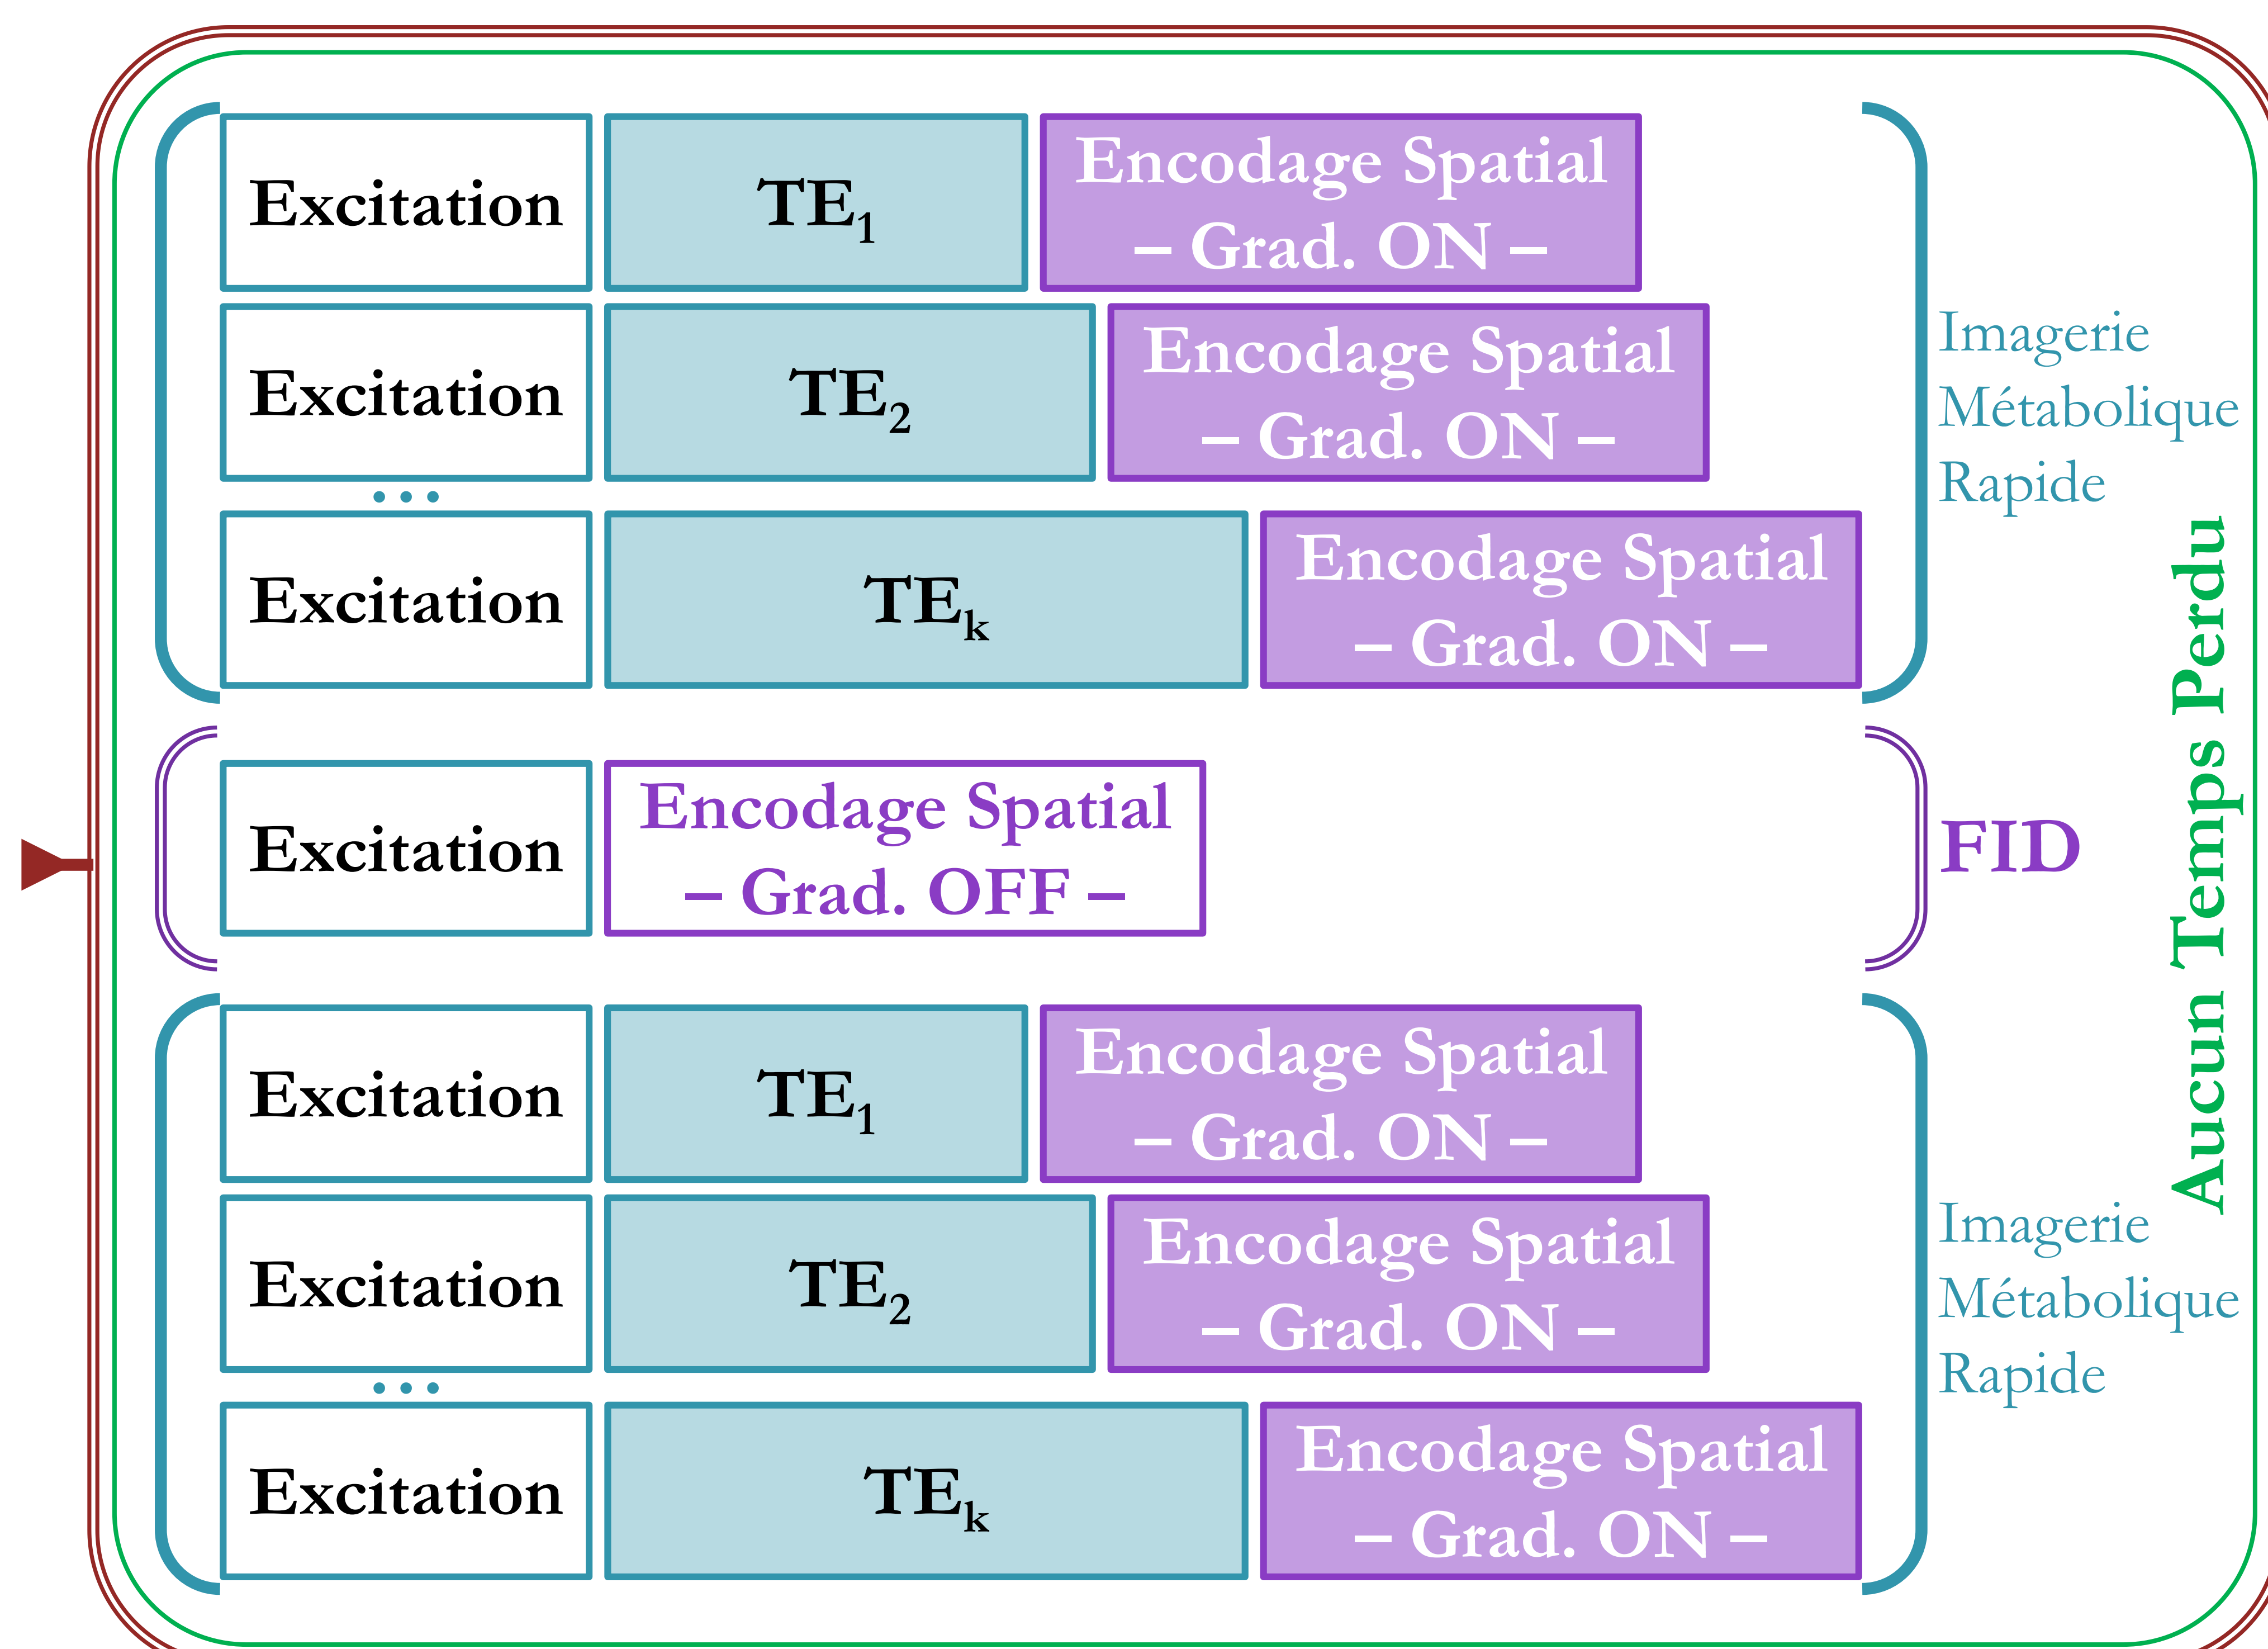 Excitation
TE1
Encodage Spatial
– Grad. ON –
Excitation
TE2
Encodage Spatial
– Grad. ON –
...
Excitation
TEk
Encodage Spatial
– Grad. ON –
Imagerie
Métabolique
Rapide
Excitation
Encodage Spatial
– Grad. OFF –
FID
Aucun Temps Perdu
Excitation
TE1
Encodage Spatial
– Grad. ON –
Excitation
TE2
Encodage Spatial
– Grad. ON –
...
Excitation
TEk
Encodage Spatial
– Grad. ON –
Imagerie
Métabolique
Rapide